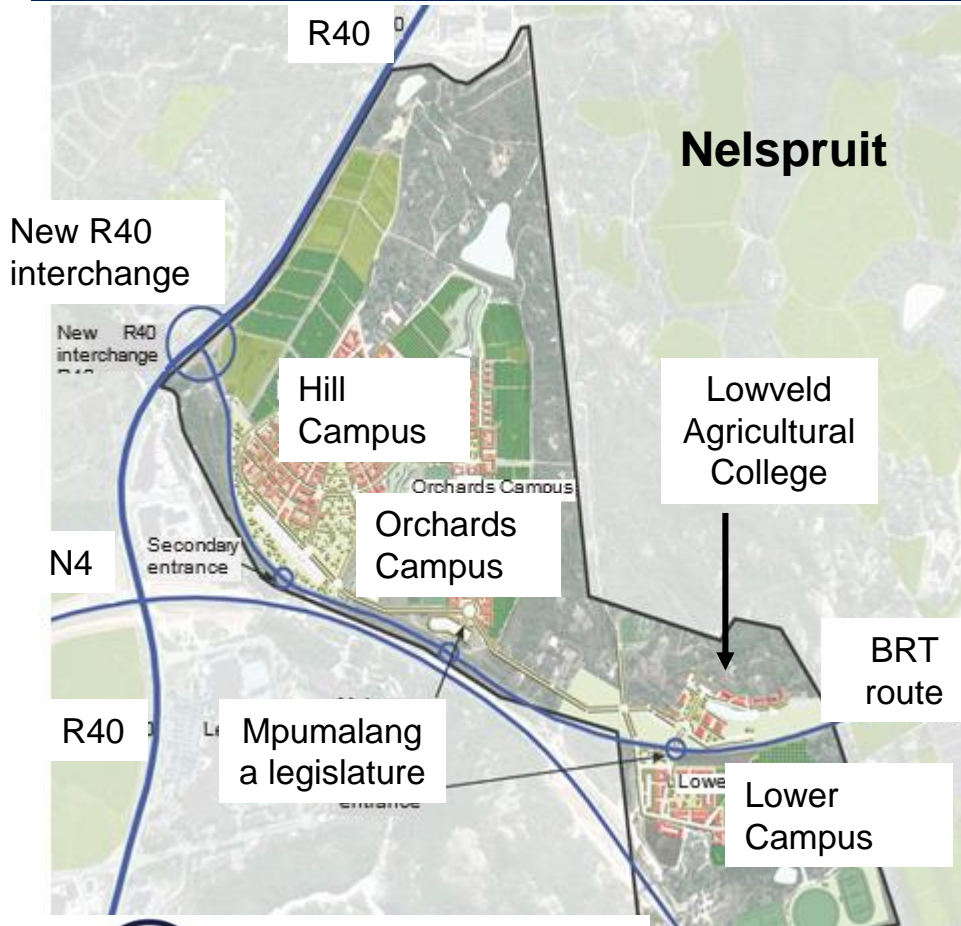 R40
Nelspruit
New R40
interchange
New R40
interchange
Hill
Campus
Lowveld
Agricultural
College
Orchards Campus
Orchards
Campus
Secondary
entrance
N4
BRT
route
R40
Mpumalang
a legislature
entrance
Lower
Campus